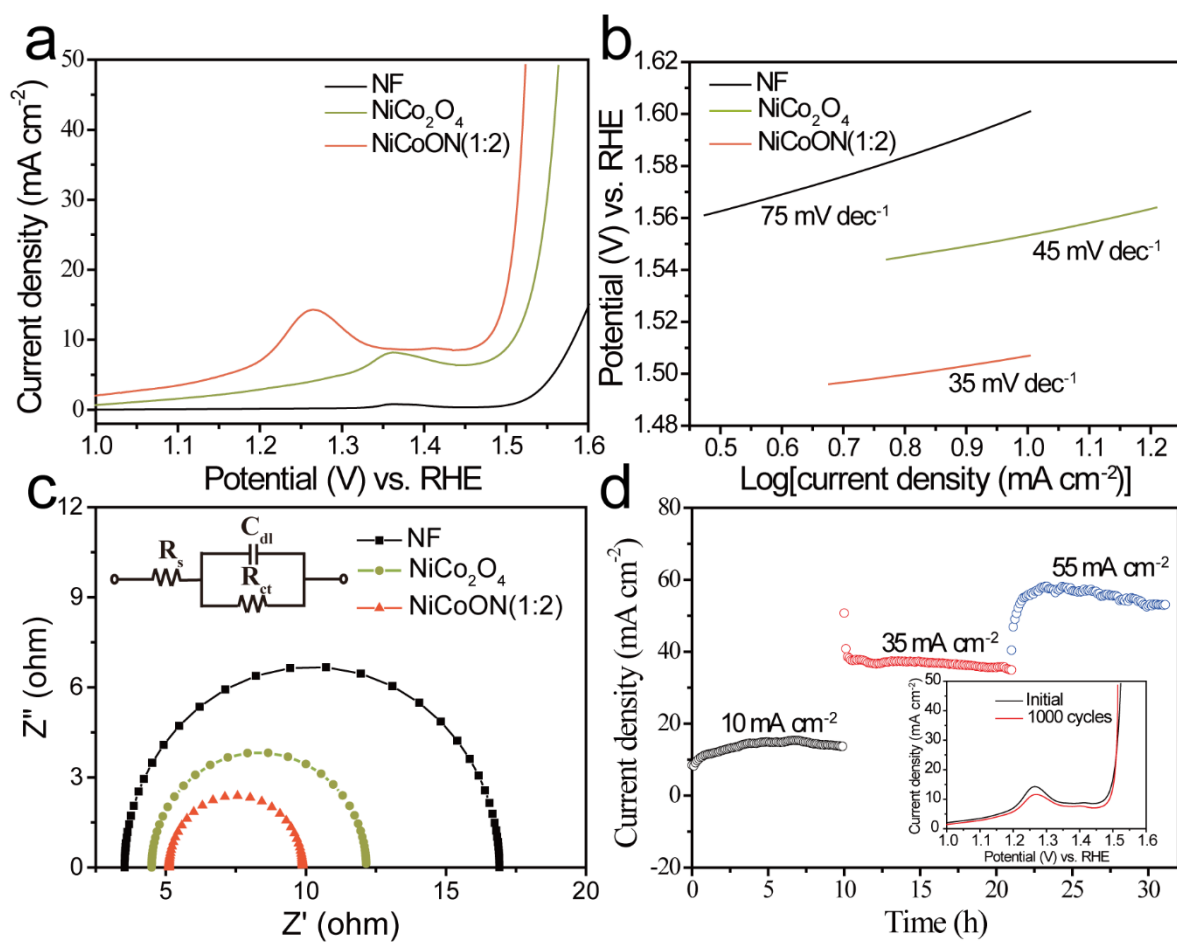 a
50
40
30
20
10
0
Current density (mA cm⁻²)
NF
NiCo₂O₄
NiCoON(1:2)
1.0 1.1 1.2 1.3 1.4 1.5 1.6
Potential (V) vs. RHE
b
1.62
1.60
1.58
1.56
1.54
1.52
1.50
1.48
Potential (V) vs. RHE
NF
NiCo₂O₄
NiCoON(1:2)
75 mV dec⁻¹
45 mV dec⁻¹
35 mV dec⁻¹
0.5 0.6 0.7 0.8 0.9 1.0 1.1 1.2
Log[current density (mA cm⁻²)]
c
12
9
6
3
0
Z'' (ohm)
Rₛ
C_dl
R_ct
NF
NiCo₂O₄
NiCoON(1:2)
5 10 15 20
Z' (ohm)
d
80
60
40
20
0
-20
Current density (mA cm⁻²)
10 mA cm⁻²
35 mA cm⁻²
55 mA cm⁻²
0 5 10 15 20 25 30
Time (h)
50
40
30
20
10
0
Current density (mA cm⁻²)
Initial
1000 cycles
1.0 1.1 1.2 1.3 1.4 1.5 1.6
Potential (V) vs. RHE